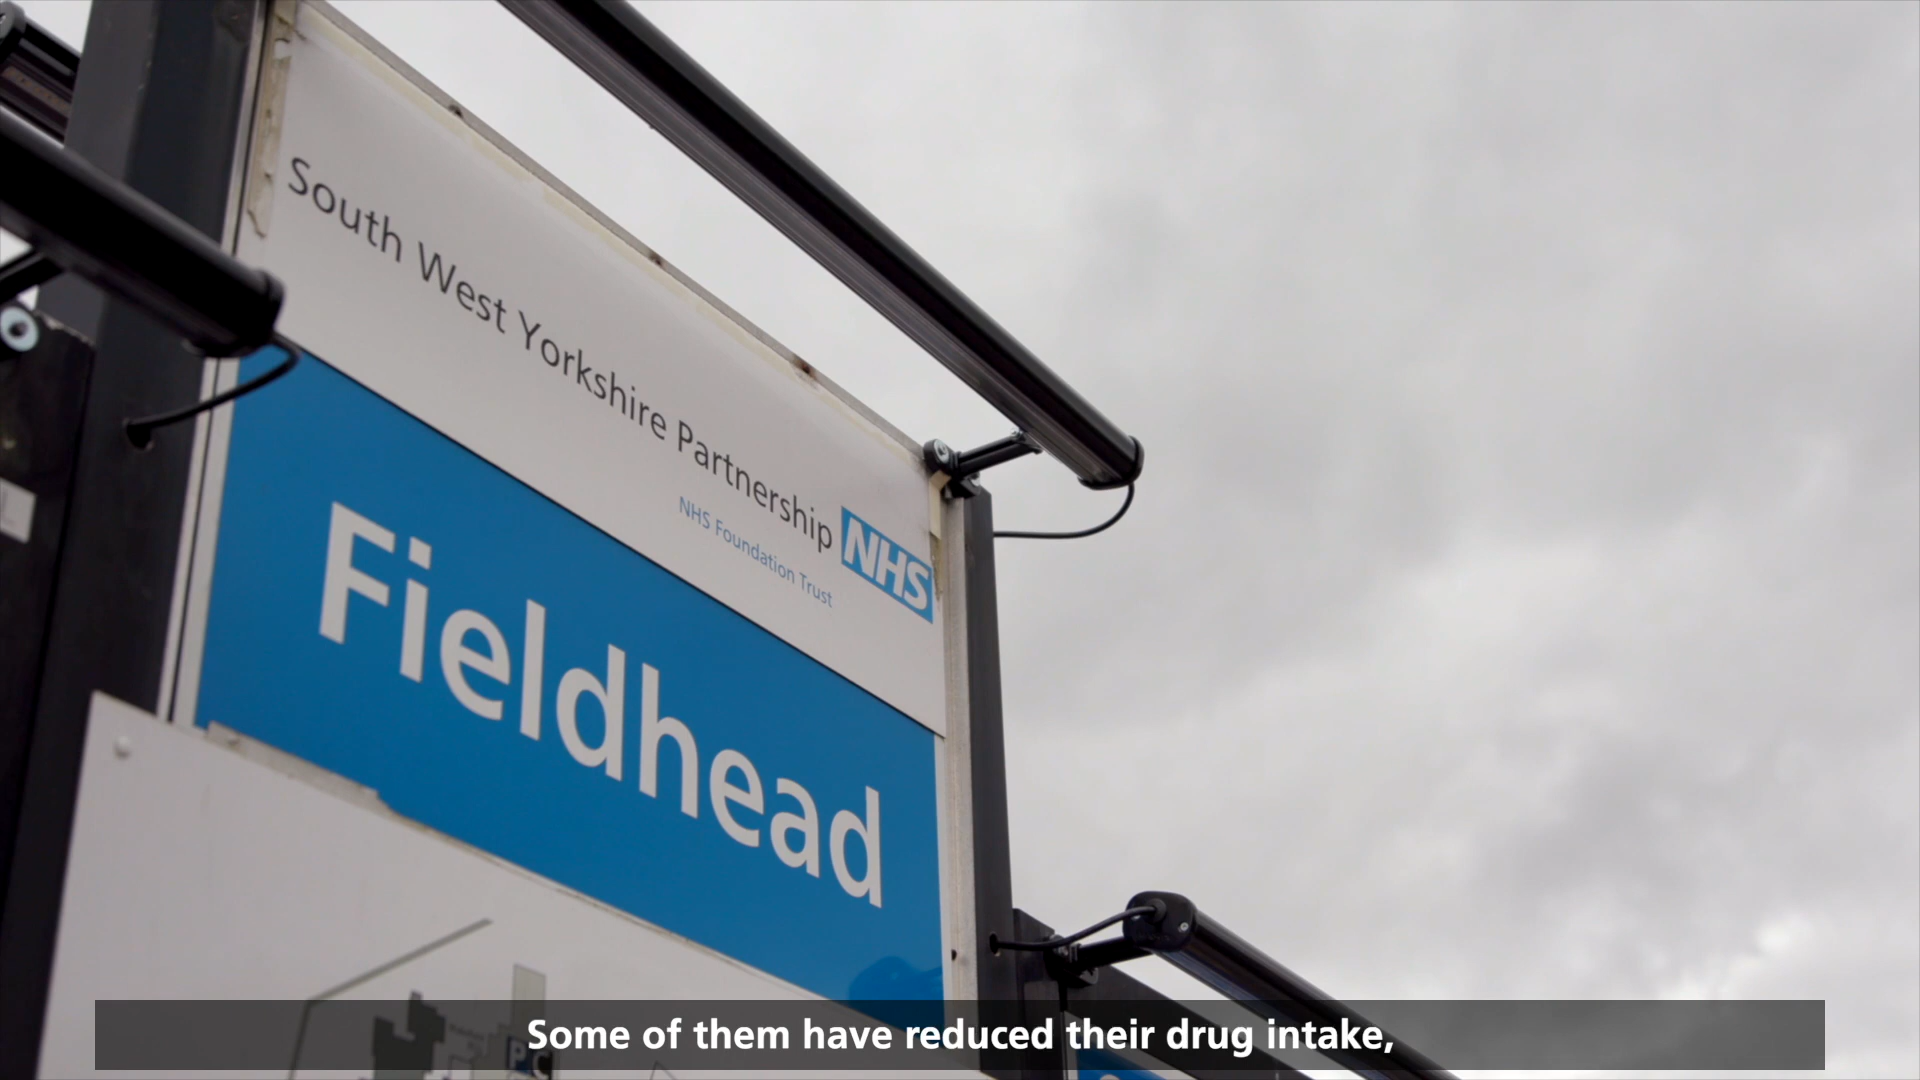 South West Yorkshire Partnership NHS
NHS Foundation Trust
Fieldhead
P C
Some of them have reduced their drug intake,